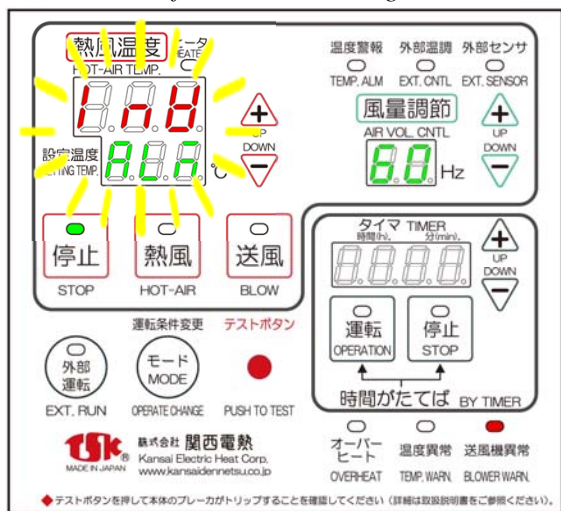 熱風温度 ヒータ
HOT-AIR TEMP. HEATER
InV
設定温度
SETTING TEMP.
ALn
℃
UP
DOWN
温度警報 外部温調 外部センサ
TEMP. ALM EXT. CNTL EXT. SENSOR
風量調節
AIR VOL. CNTL
60 Hz
UP
DOWN
停止 熱風 送風
STOP HOT-AIR BLOW
タイマ TIMER
時間(h). 分(min).
8.8.8.8
UP
DOWN
運転 停止
OPERATION STOP
時間がたてば BY TIMER
運転条件変更 テストボタン
外部
運転
モード
MODE
EXT. RUN OPERATE CHANGE PUSH TO TEST
TSK ®
MADE IN JAPAN
株式会社 関西電熱
Kansai Electric Heat Corp.
www.kansaidennetsu.co.jp
オーバー
ヒート
温度異常 送風機異常
OVERHEAT TEMP. WARN. BLOWER WARN.
◆テストボタンを押して本体のブレーカがトリップすることを確認してください(詳細は取扱説明書をご参照ください)。